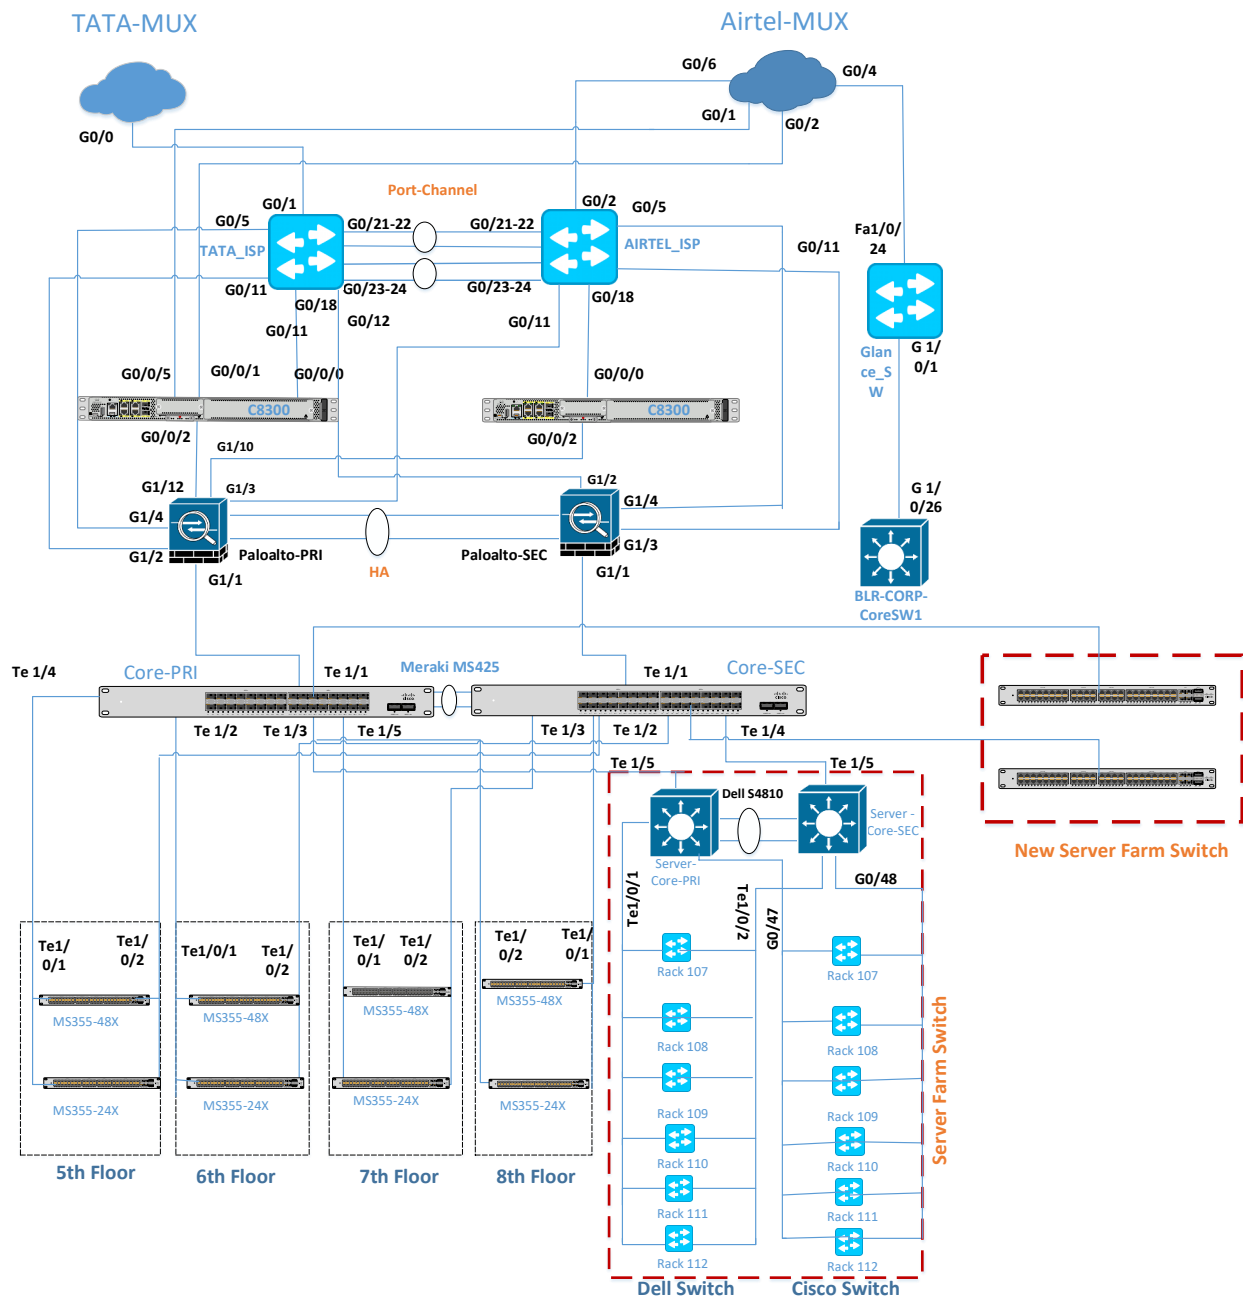 TATA-MUX
Airtel-MUX
G0/6
G0/4
G0/1
G0/2
G0/0
Port-Channel
G0/1
G0/2
G0/5
G0/5
G0/21-22
G0/21-22
TATA_ISP
AIRTEL_ISP
G0/11
Fa1/0/
24
G0/11
G0/18
G0/23-24
G0/23-24
G0/18
G0/11
G0/12
G0/11
Glan
ce_S
W
G 1/
0/1
G0/0/5
G0/0/1
G0/0/0
G0/0/0
C8300
C8300
G0/0/2
G1/10
G0/0/2
G1/12
G1/3
G1/2
G1/4
G 1/
0/26
G1/4
G1/2
Paloalto-PRI
HA
Paloalto-SEC
G1/3
G1/1
G1/1
BLR-CORP-
CoreSW1
Te 1/4
Core-PRI
Te 1/1
Meraki MS425
Te 1/1
Core-SEC
Te 1/2
Te 1/3
Te 1/5
Te 1/3
Te 1/2
Te 1/4
Te 1/5
Te 1/5
Dell S4810
Server -
Core-SEC
Server-
Core-PRI
New Server Farm Switch
Te1/0/1
Te1/0/2
G0/47
G0/48
Te1/
0/1
Te1/
0/2
Te1/0/1
Te1/
0/2
Te1/
0/1
Te1/
0/2
Te1/
0/2
Te1/
0/1
MS355-48X
MS355-48X
MS355-48X
MS355-48X
MS355-24X
MS355-24X
MS355-24X
MS355-24X
5th Floor
6th Floor
7th Floor
8th Floor
Rack 107
Rack 107
Rack 108
Rack 108
Rack 109
Rack 109
Rack 110
Rack 110
Rack 111
Rack 111
Rack 112
Rack 112
Server Farm Switch
Dell Switch
Cisco Switch